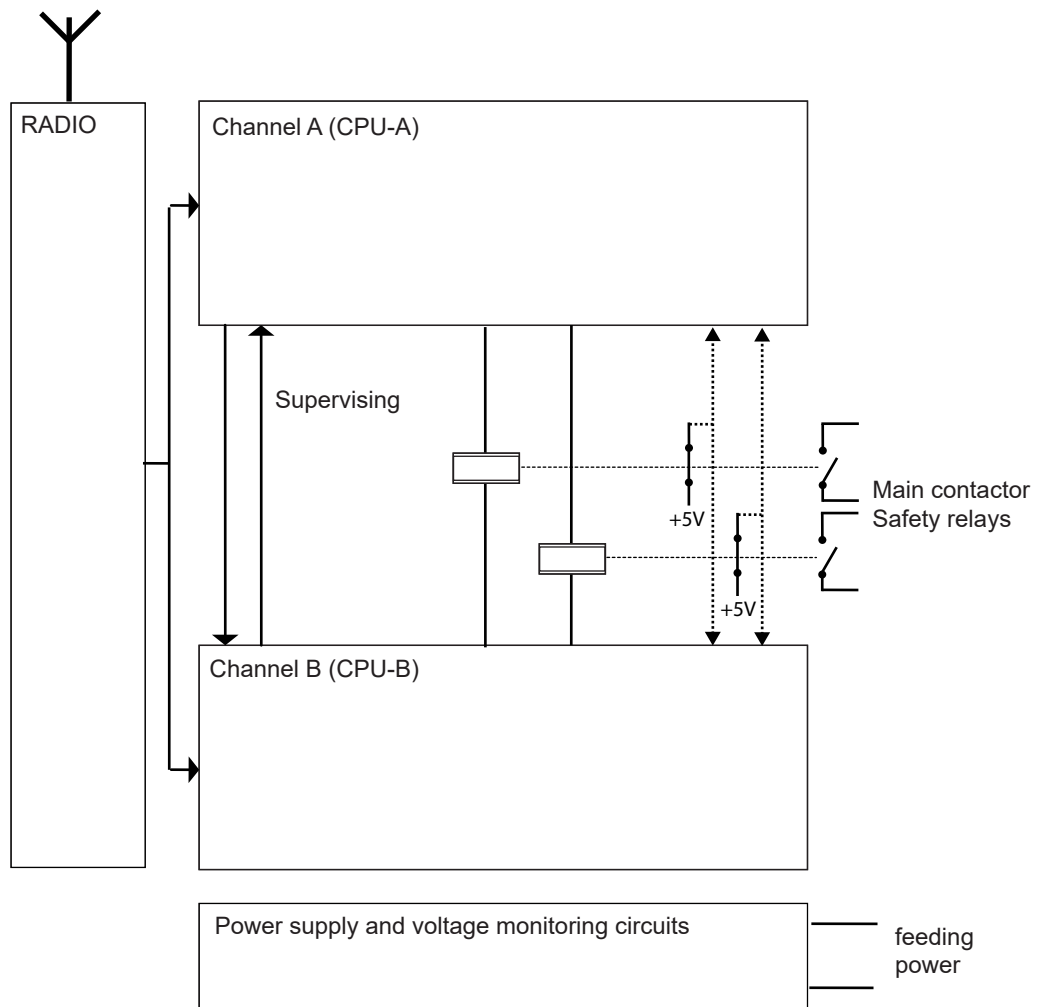 RADIO
Channel A (CPU-A)
Supervising
+5V
Main contactor
Safety relays
+5V
Channel B (CPU-B)
Power supply and voltage monitoring circuits
feeding
power